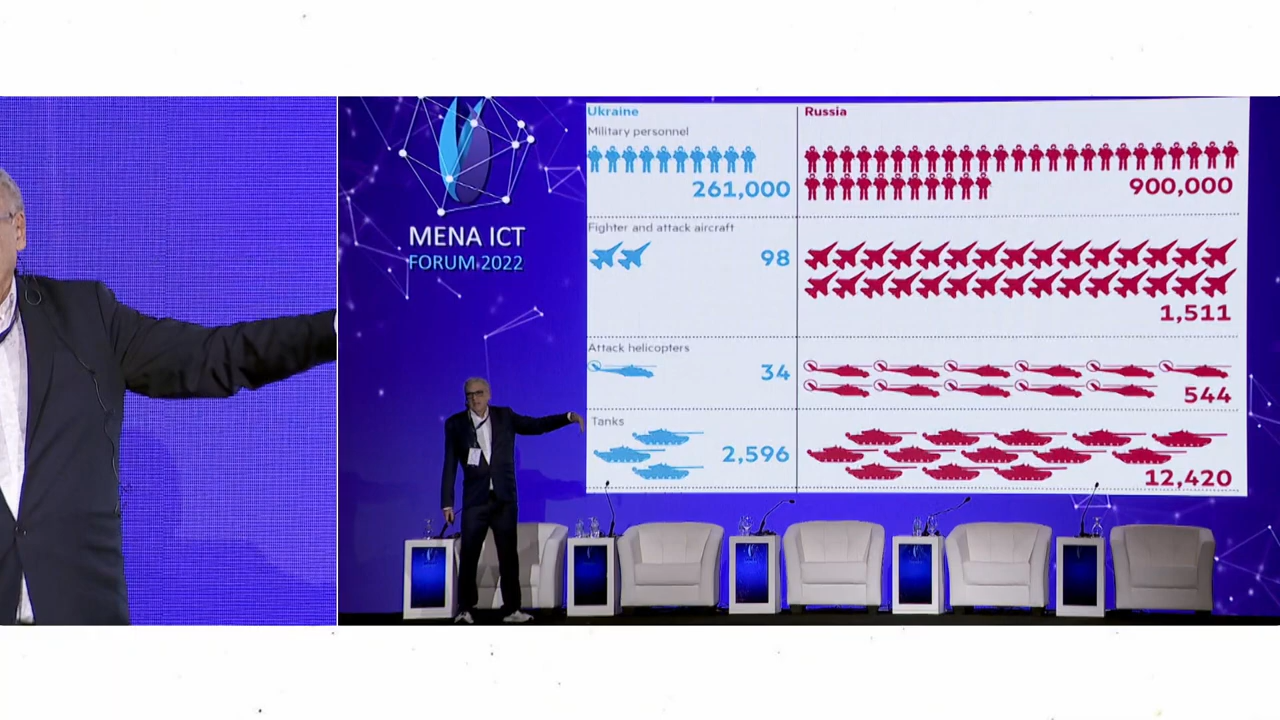 MENA ICT
FORUM 2022
Ukraine
Russia
Military personnel
261,000
900,000
Fighter and attack aircraft
98
1,511
Attack helicopters
34
544
Tanks
2,596
12,420